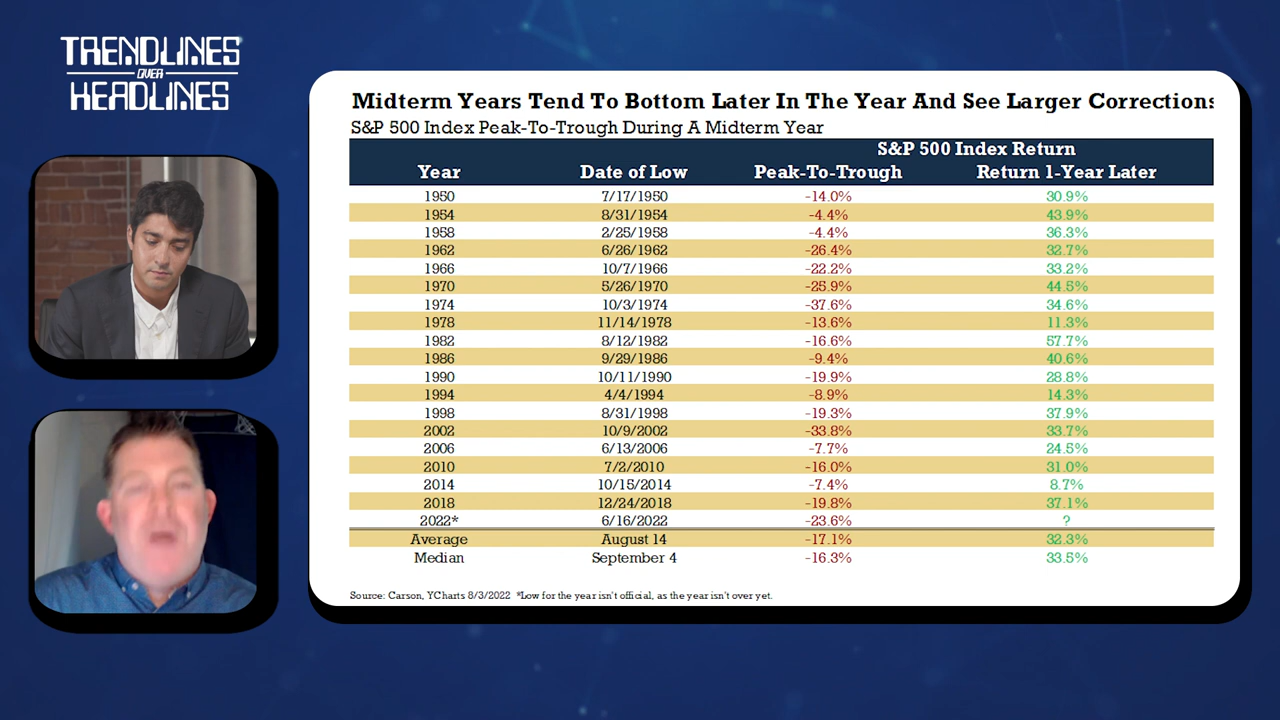 TRENDLINES
OVER
HEADLINES
Midterm Years Tend To Bottom Later In The Year And See Larger Corrections
S&P 500 Index Peak-To-Trough During A Midterm Year
S&P 500 Index Return
Year Date of Low Peak-To-Trough Return 1-Year Later
1950 7/17/1950 -14.0% 30.9%
1954 8/31/1954 -4.4% 43.9%
1958 2/25/1958 -4.4% 36.3%
1962 6/26/1962 -26.4% 32.7%
1966 10/7/1966 -22.2% 33.2%
1970 5/26/1970 -25.9% 44.5%
1974 10/3/1974 -37.6% 34.6%
1978 11/14/1978 -13.6% 11.3%
1982 8/12/1982 -16.6% 57.7%
1986 9/29/1986 -9.4% 40.6%
1990 10/11/1990 -19.9% 28.8%
1994 4/4/1994 -8.9% 14.3%
1998 8/31/1998 -19.3% 37.9%
2002 10/9/2002 -33.8% 33.7%
2006 6/13/2006 -7.7% 24.5%
2010 7/2/2010 -16.0% 31.0%
2014 10/15/2014 -7.4% 8.7%
2018 12/24/2018 -19.8% 37.1%
2022* 6/16/2022 -23.6% ?
Average August 14 -17.1% 32.3%
Median September 4 -16.3% 33.5%
Source: Carson, YCharts 8/3/2022 *Low for the year isn't official, as the year isn't over yet.